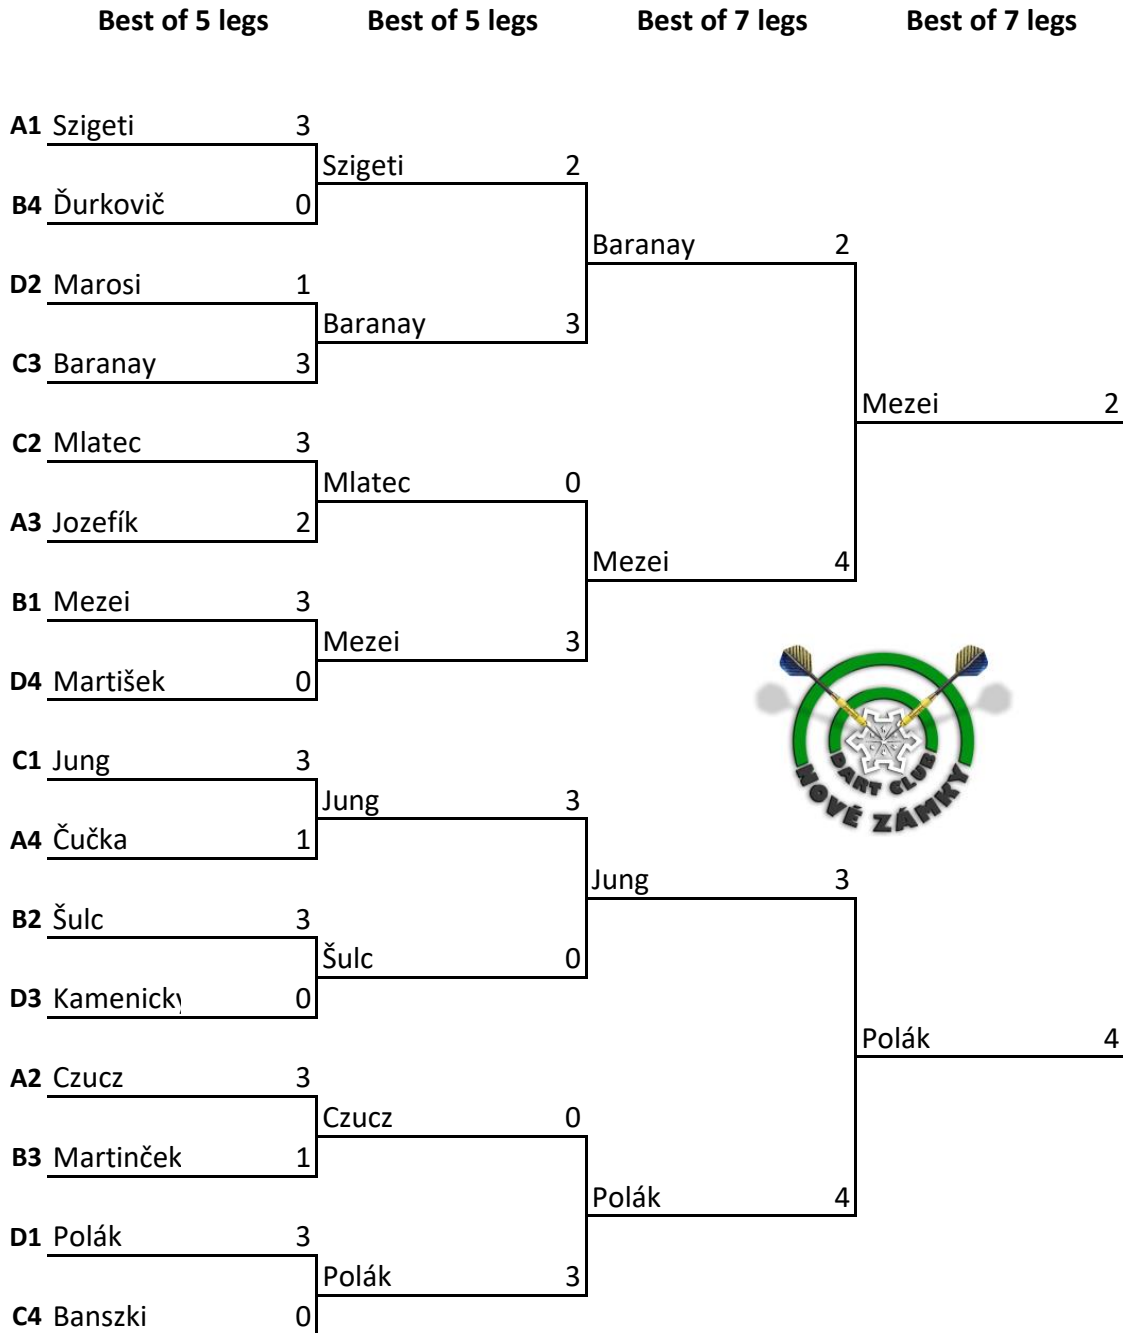 Best of 5 legs Best of 5 legs Best of 7 legs Best of 7 legs
A1 Szigeti 3
Szigeti 2
B4 Ďurkovič 0
Baranay 2
D2 Marosi 1
Baranay 3
C3 Baranay 3
Mezei 2
C2 Mlatec 3
Mlatec 0
A3 Jozefík 2
Mezei 4
B1 Mezei 3
Mezei 3
D4 Martišek 0
C1 Jung 3
DART CLUB
NOVÉ ZÁMKY
Jung 3
A4 Čučka 1
Jung 3
B2 Šulc 3
Šulc 0
D3 Kamenický 0
Polák 4
A2 Czucz 3
Czucz 0
B3 Martinček 1
Polák 4
D1 Polák 3
Polák 3
C4 Banszki 0